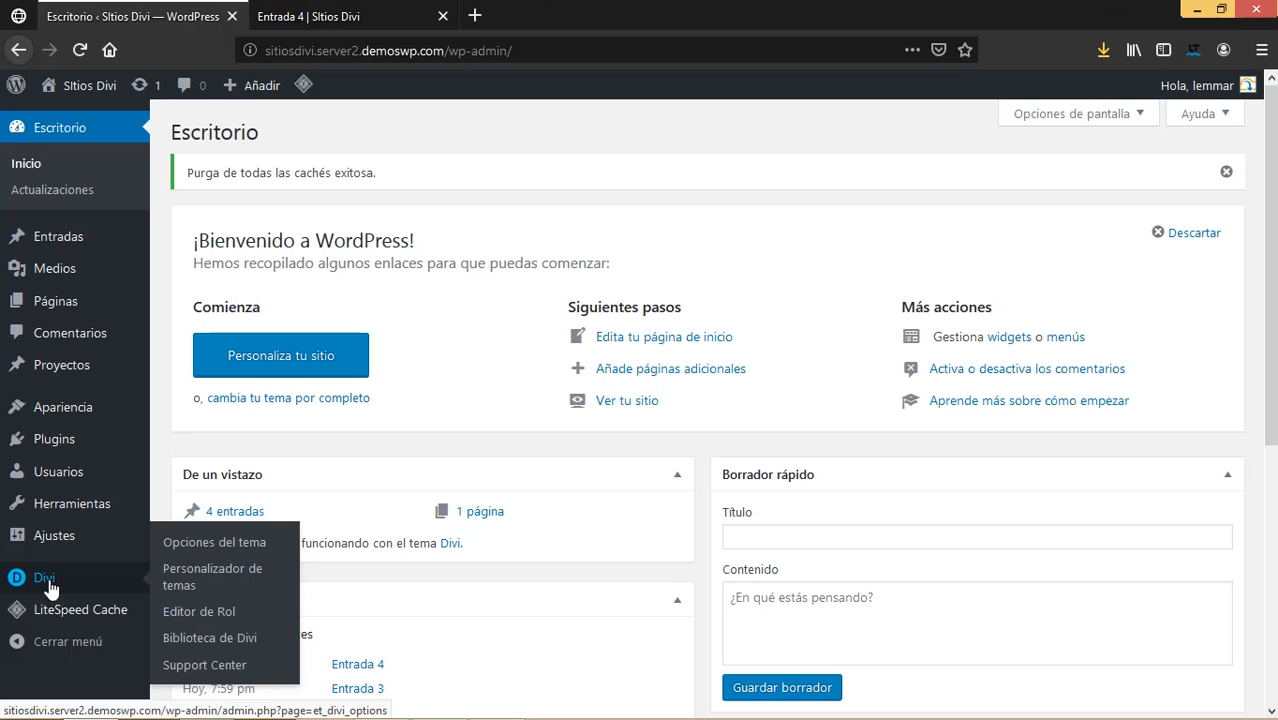 Escritorio ‹ SItios Divi — WordPress
Entrada 4 | SItios Divi
sitiosdivi.server2.demoswp.com/wp-admin/
SItios Divi
1
0
Añadir
Hola, lemmar
Escritorio
Inicio
Actualizaciones
Entradas
Medios
Páginas
Comentarios
Proyectos
Apariencia
Plugins
Usuarios
Herramientas
Ajustes
Divi
LiteSpeed Cache
Cerrar menú
Opciones del tema
Personalizador de
temas
Editor de Rol
Biblioteca de Divi
Support Center
Opciones de pantalla
Ayuda
Escritorio
Purga de todas las cachés exitosa.
¡Bienvenido a WordPress!
Descartar
Hemos recopilado algunos enlaces para que puedas comenzar:
Comienza
Personaliza tu sitio
o, cambia tu tema por completo
Siguientes pasos
Edita tu página de inicio
Añade páginas adicionales
Ver tu sitio
Más acciones
Gestiona widgets o menús
Activa o desactiva los comentarios
Aprende más sobre cómo empezar
De un vistazo
4 entradas
1 página
funcionando con el tema Divi.
es
Entrada 4
Hoy, 7:59 pm
Entrada 3
Borrador rápido
Título
Contenido
¿En qué estás pensando?
Guardar borrador
sitiosdivi.server2.demoswp.com/wp-admin/admin.php?page=et_divi_options